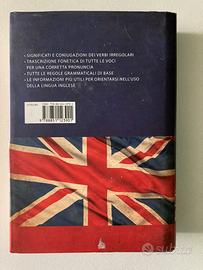 • SIGNIFICATI E CONIUGAZIONI DEI VERBI IRREGOLARI
• TRASCRIZIONE FONETICA DI TUTTE LE VOCI
PER UNA CORRETTA PRONUNCIA
• TUTTE LE REGOLE GRAMMATICALI DI BASE
• LE INFORMAZIONI PIÙ UTILI PER ORIENTARSI NELL'USO
DELLA LINGUA INGLESE
subito